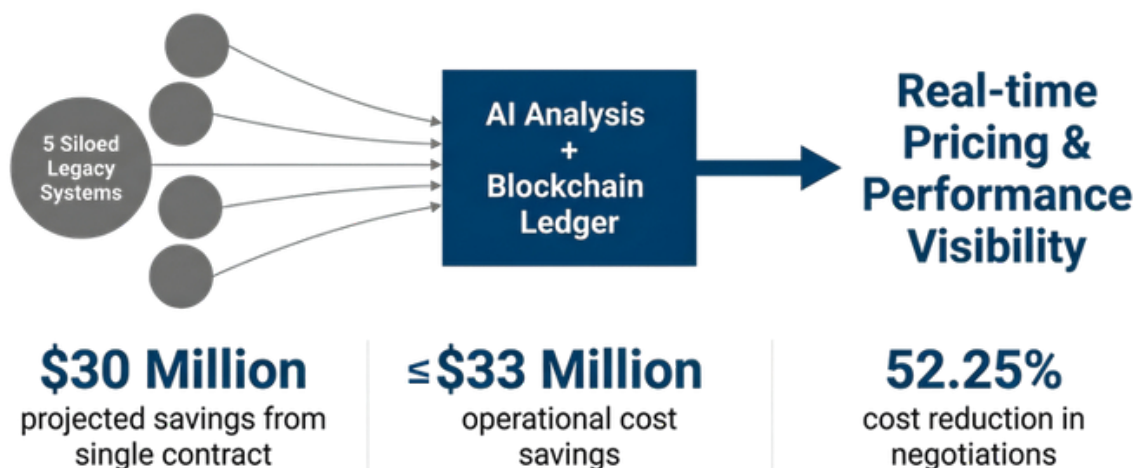 5 Siloed
Legacy
Systems
AI Analysis
+
Blockchain
Ledger
Real-time
Pricing &
Performance
Visibility
$30 Million
projected savings from
single contract
≤$33 Million
operational cost
savings
52.25%
cost reduction in
negotiations